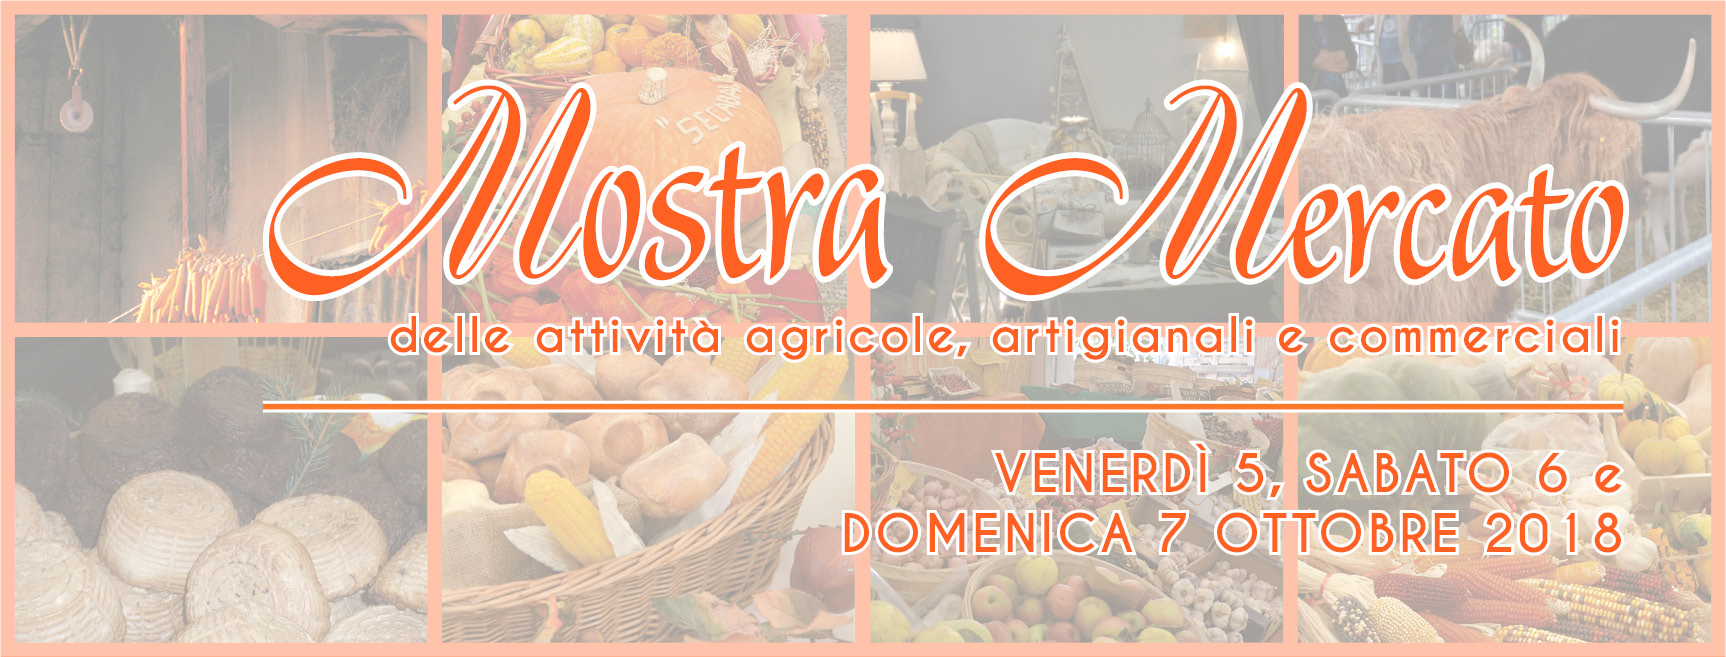 Mostra Mercato
delle attività agricole, artigianali e commerciali
VENERDÌ 5, SABATO 6 e
DOMENICA 7 OTTOBRE 2018